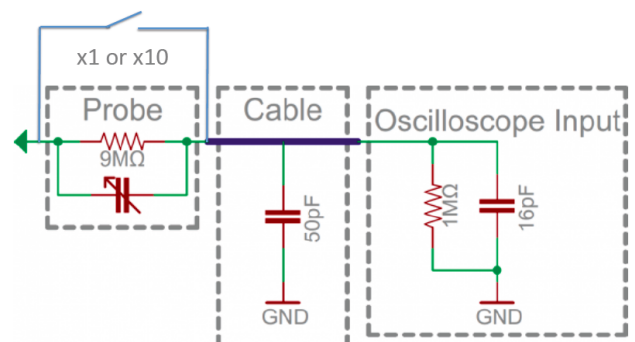 x1 or x10
Probe
9MΩ
Cable
50pF
GND
Oscilloscope Input
1MΩ
16pF
GND